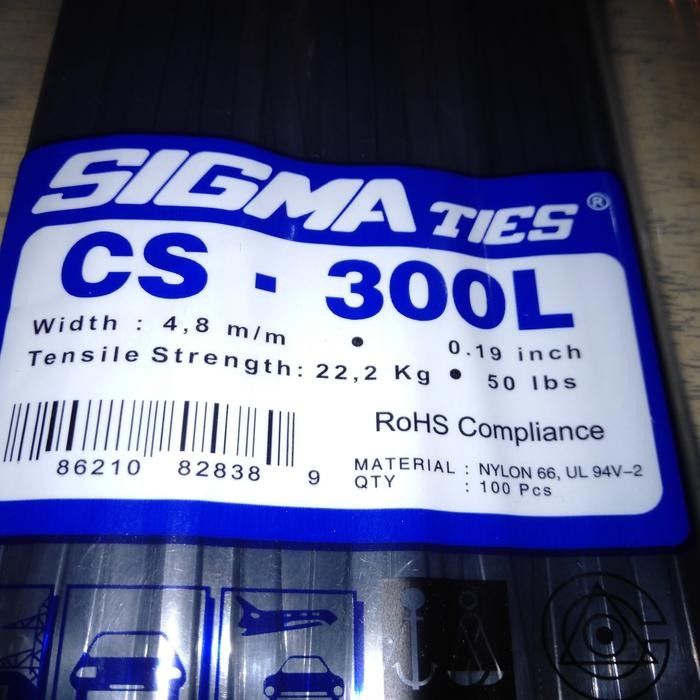 SIGMA TIES®
CS - 300L
Width : 4,8 m/m • 0.19 inch
Tensile Strength: 22,2 Kg • 50 lbs
RoHS Compliance
86210 82838 9
MATERIAL : NYLON 66, UL 94V-2
QTY : 100 Pcs